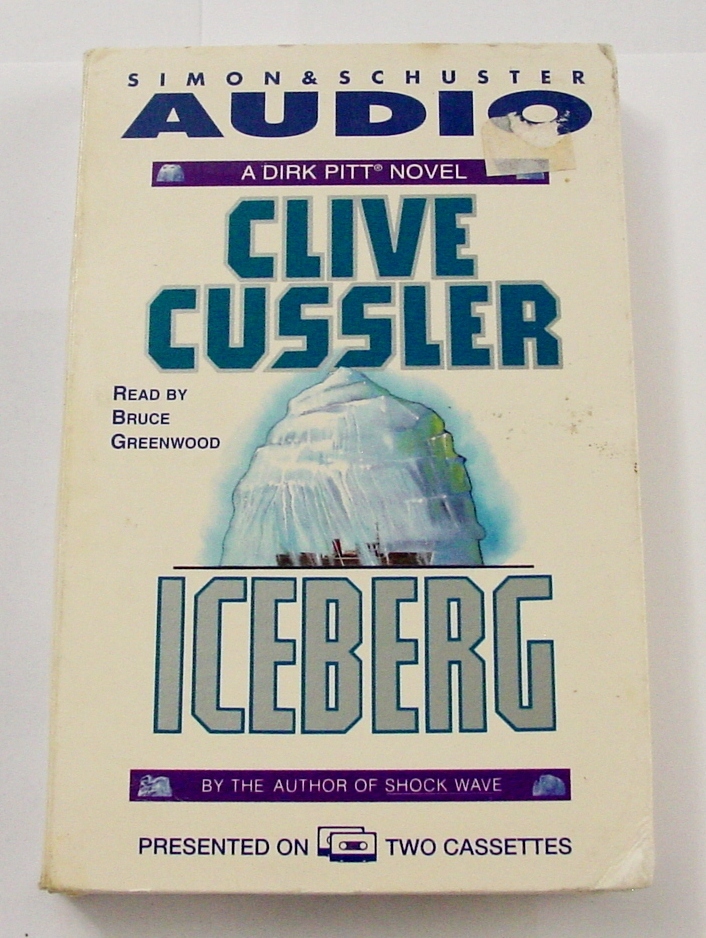 SIMON & SCHUSTER
AUDIO
A DIRK PITT® NOVEL
CLIVE
CUSSLER
READ BY
BRUCE
GREENWOOD
ICEBERG
BY THE AUTHOR OF SHOCK WAVE
PRESENTED ON TWO CASSETTES